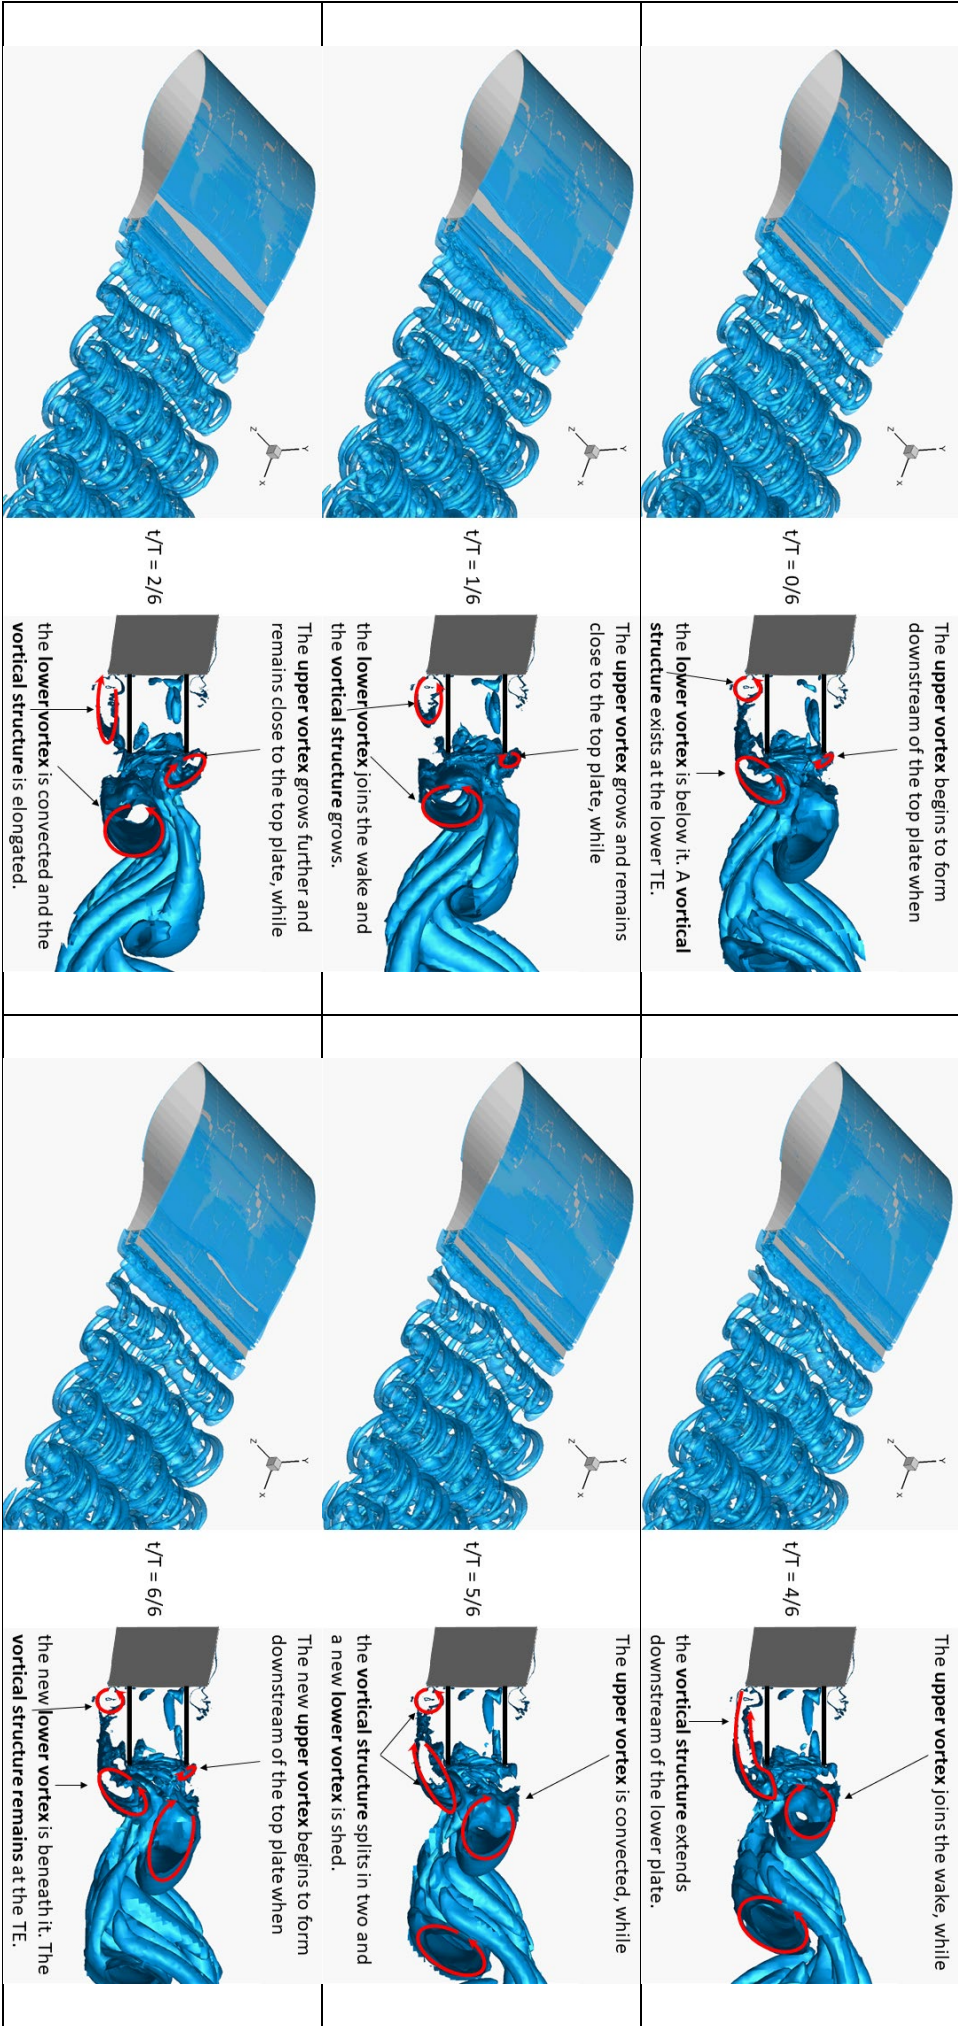 Y
Z
X
t/T = 0/6
The upper vortex begins to form
downstream of the top plate when
the lower vortex is below it. A vortical
structure exists at the lower TE.
Y
Z
X
t/T = 1/6
The upper vortex grows and remains
close to the top plate, while
the lower vortex joins the wake and
the vortical structure grows.
Y
Z
X
t/T = 2/6
The upper vortex grows further and
remains close to the top plate, while
the lower vortex is convected and the
vortical structure is elongated.
Y
Z
X
t/T = 4/6
The upper vortex joins the wake, while
the vortical structure extends
downstream of the lower plate.
Y
Z
X
t/T = 5/6
The upper vortex is convected, while
the vortical structure splits in two and
a new lower vortex is shed.
Y
Z
X
t/T = 6/6
The new upper vortex begins to form
downstream of the top plate when
the new lower vortex is beneath it. The
vortical structure remains at the TE.